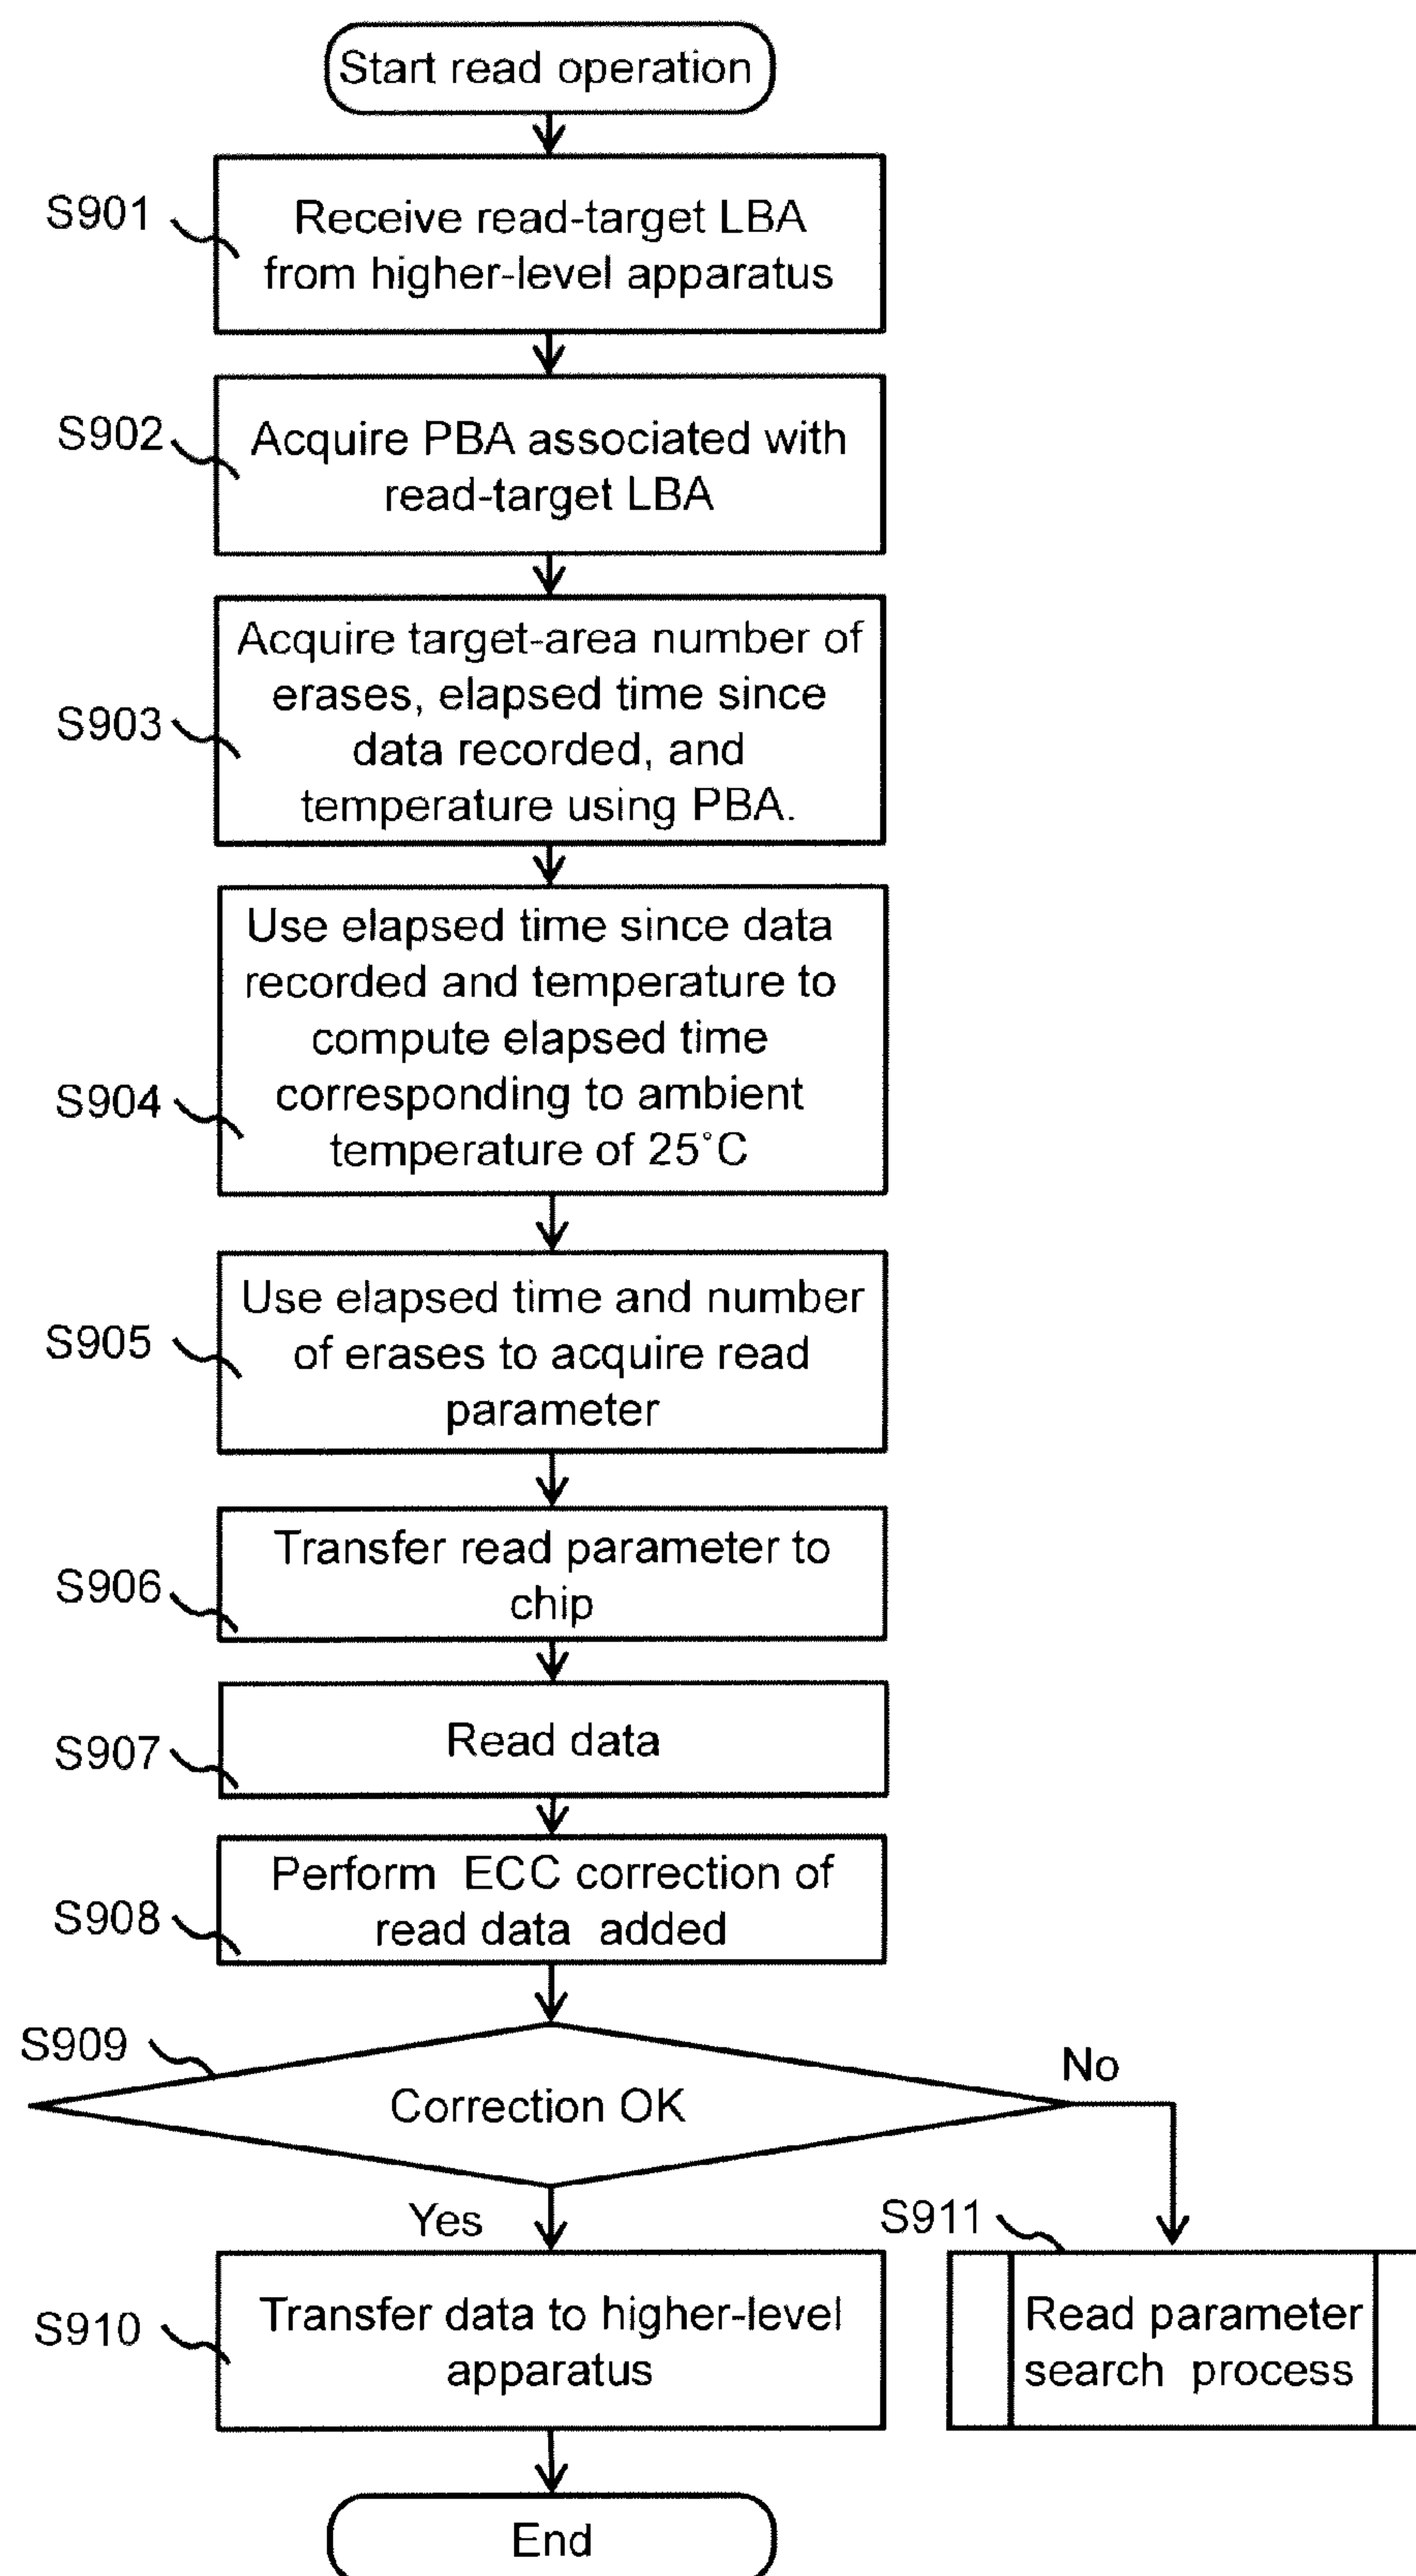 Start read operation
S901
Receive read-target LBA
from higher-level apparatus
S902
Acquire PBA associated with
read-target LBA
S903
Acquire target-area number of
erases, elapsed time since
data recorded, and
temperature using PBA.
S904
Use elapsed time since data
recorded and temperature to
compute elapsed time
corresponding to ambient
temperature of 25°C
S905
Use elapsed time and number
of erases to acquire read
parameter
S906
Transfer read parameter to
chip
S907
Read data
S908
Perform ECC correction of
read data added
S909
Correction OK
No
Yes
S910
Transfer data to higher-level
apparatus
S911
Read parameter
search process
End